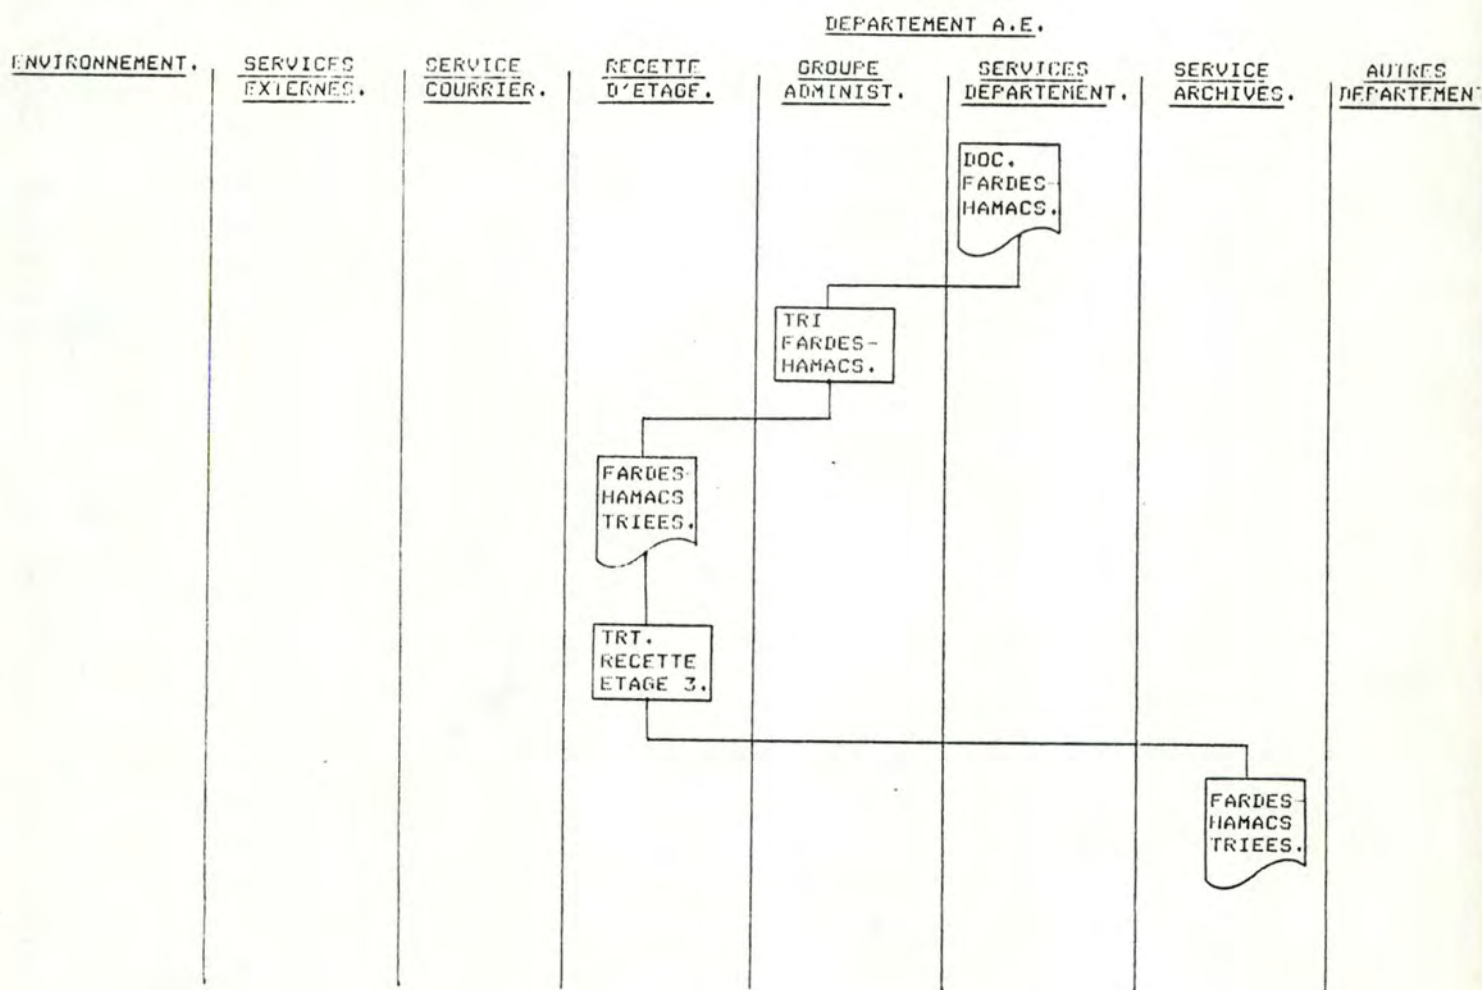 DEPARTEMENT A.E.
ENVIRONNEMENT.
SERVICES
EXTERNES.
SERVICE
COURRIER.
RECETTE
D'ETAGE.
GROUPE
ADMINIST.
SERVICES
DEPARTEMENT.
SERVICE
ARCHIVES.
AUTRES
DEPARTEMENT
DOC.
FARDES-
HAMACS.
TRI
FARDES-
HAMACS.
FARDES-
HAMACS
TRIEES.
TRT.
RECETTE
ETAGE 3.
FARDES-
HAMACS
TRIEES.